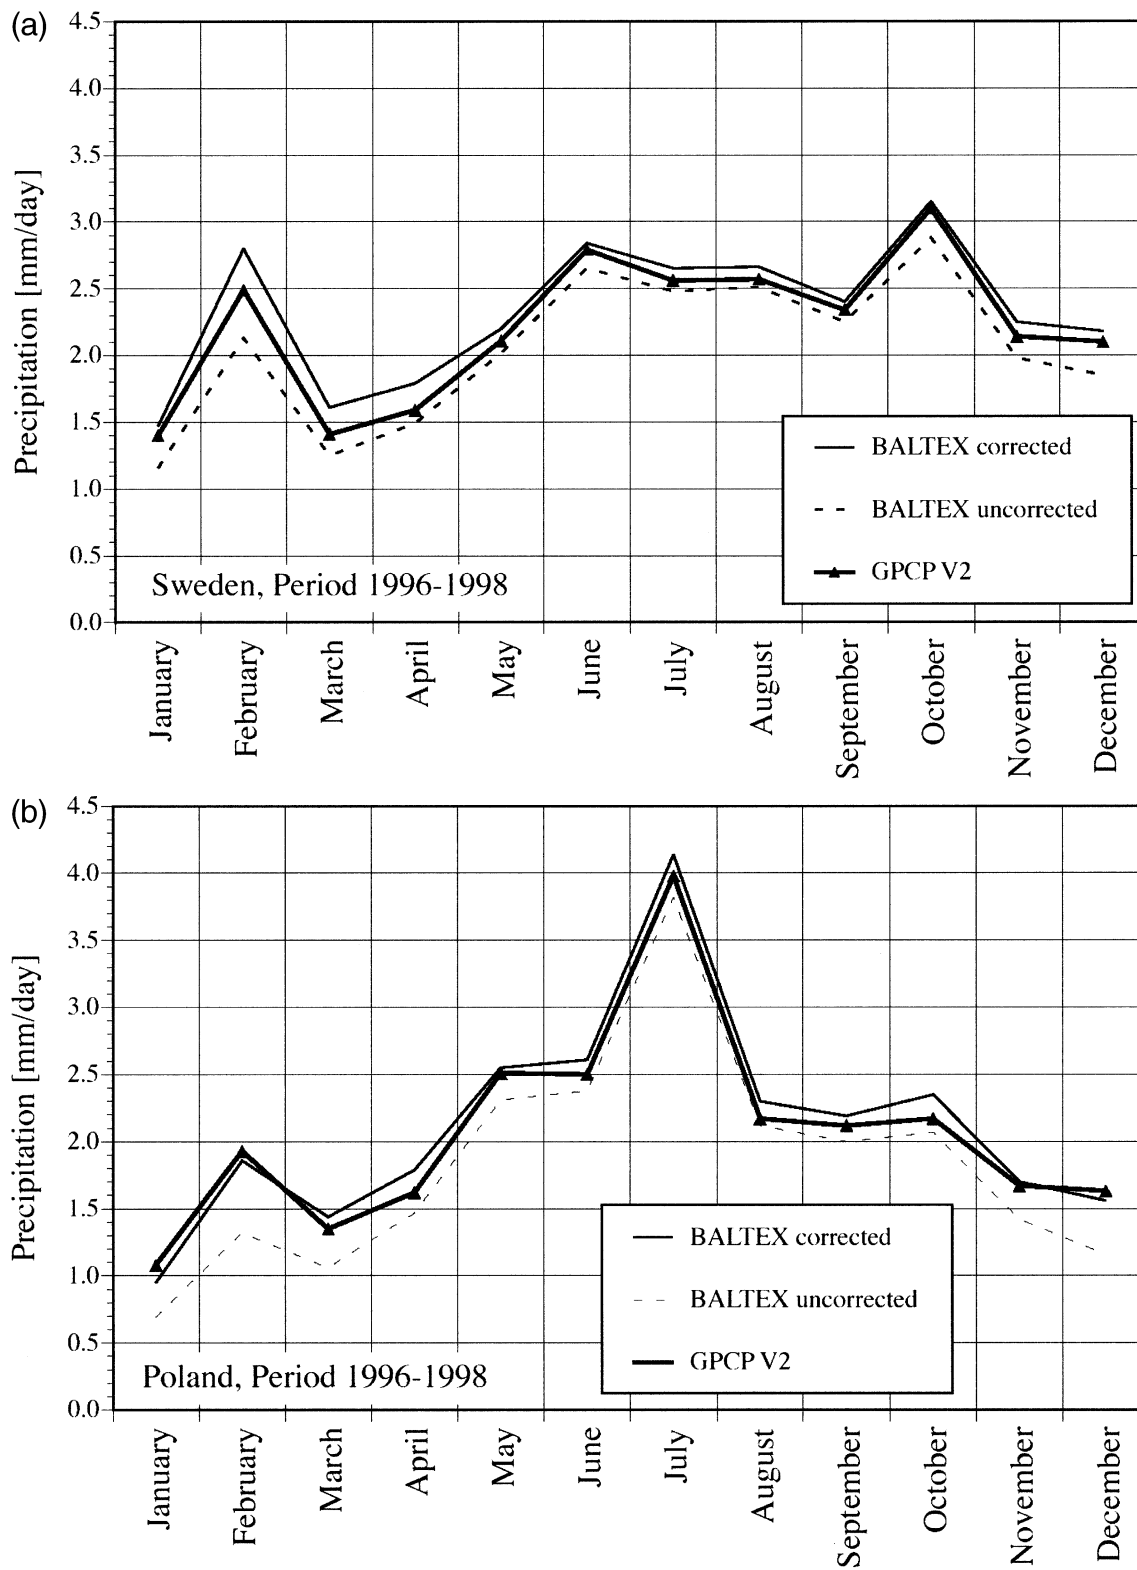 (a)
Precipitation [mm/day]
4.5
4.0
3.5
3.0
2.5
2.0
1.5
1.0
0.5
0.0
BALTEX corrected
BALTEX uncorrected
GPCP V2
Sweden, Period 1996-1998
January
February
March
April
May
June
July
August
September
October
November
December
(b)
Precipitation [mm/day]
4.5
4.0
3.5
3.0
2.5
2.0
1.5
1.0
0.5
0.0
BALTEX corrected
BALTEX uncorrected
GPCP V2
Poland, Period 1996-1998
January
February
March
April
May
June
July
August
September
October
November
December